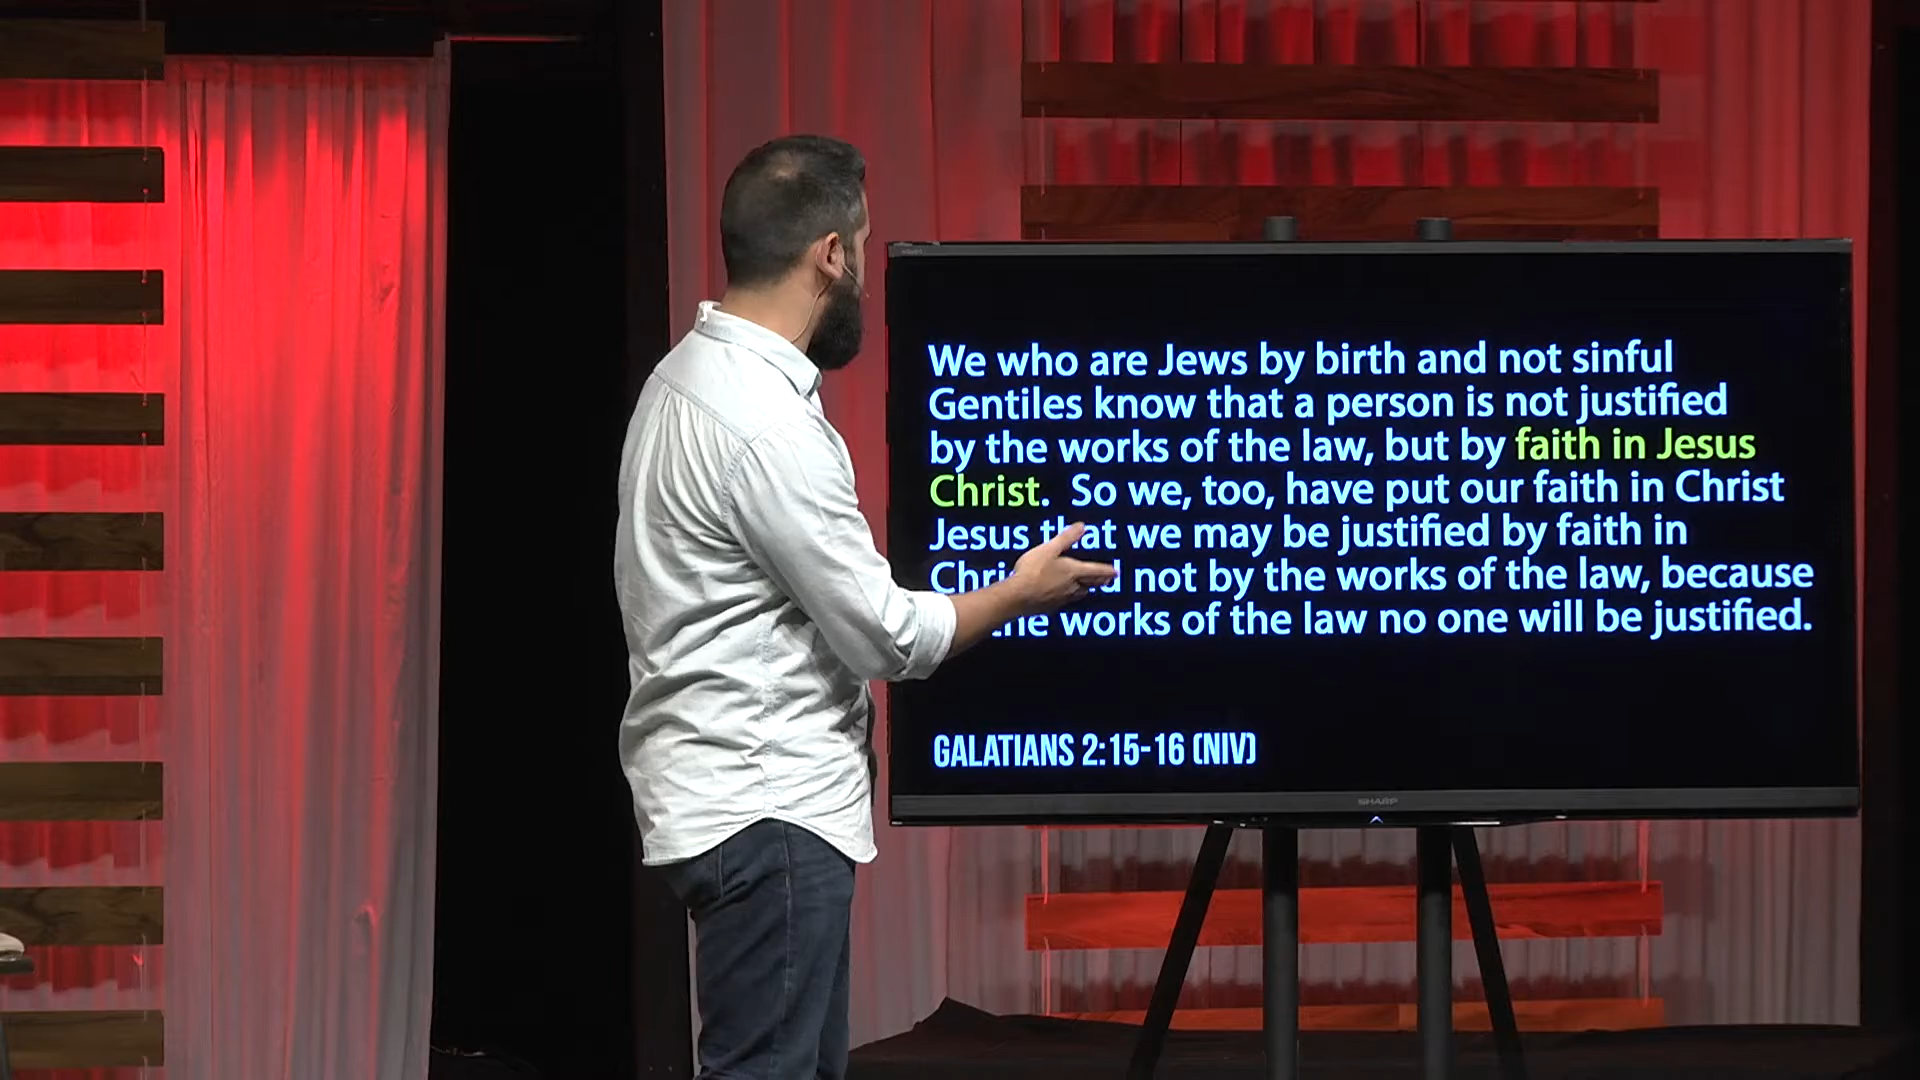 We who are Jews by birth and not sinful
Gentiles know that a person is not justified
by the works of the law, but by faith in Jesus
Christ.  So we, too, have put our faith in Christ
Jesus that we may be justified by faith in
not by the works of the law, because
works of the law no one will be justified.
GALATIANS 2:15-16 (NIV)
SHARP